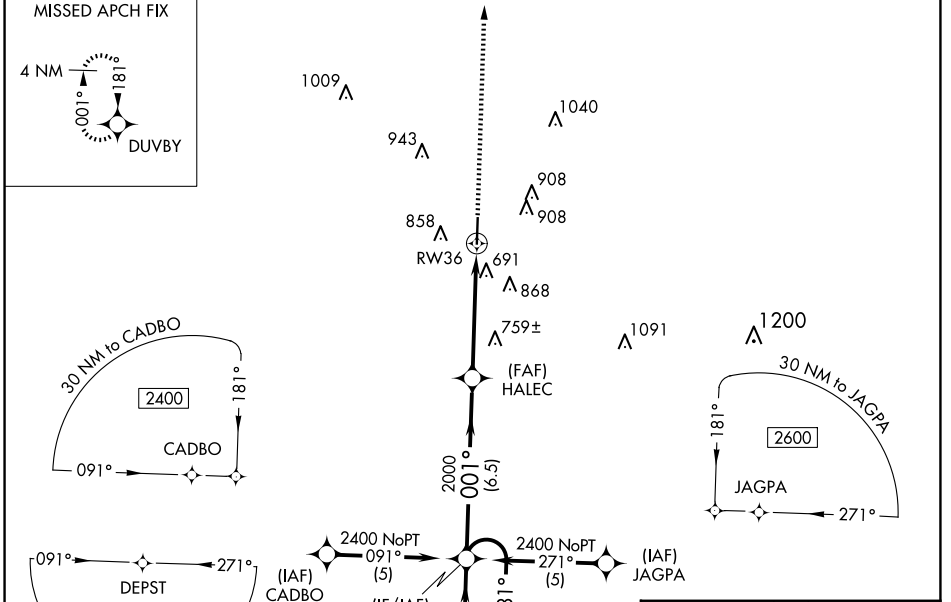 MISSED APCH FIX
4 NM
181°
001°
DUVBY
1009
1040
943
908
908
858
RW36
691
868
759±
1091
1200
(FAF)
HALEC
30 NM to CADBO
2400
181°
CADBO
091°
30 NM to JAGPA
2600
181°
JAGPA
271°
2000
001°
(6.5)
2400 NoPT
091°
(5)
2400 NoPT
271°
(5)
(IAF)
CADBO
(IAF)
JAGPA
091°
271°
DEPST
(IF/IAF)